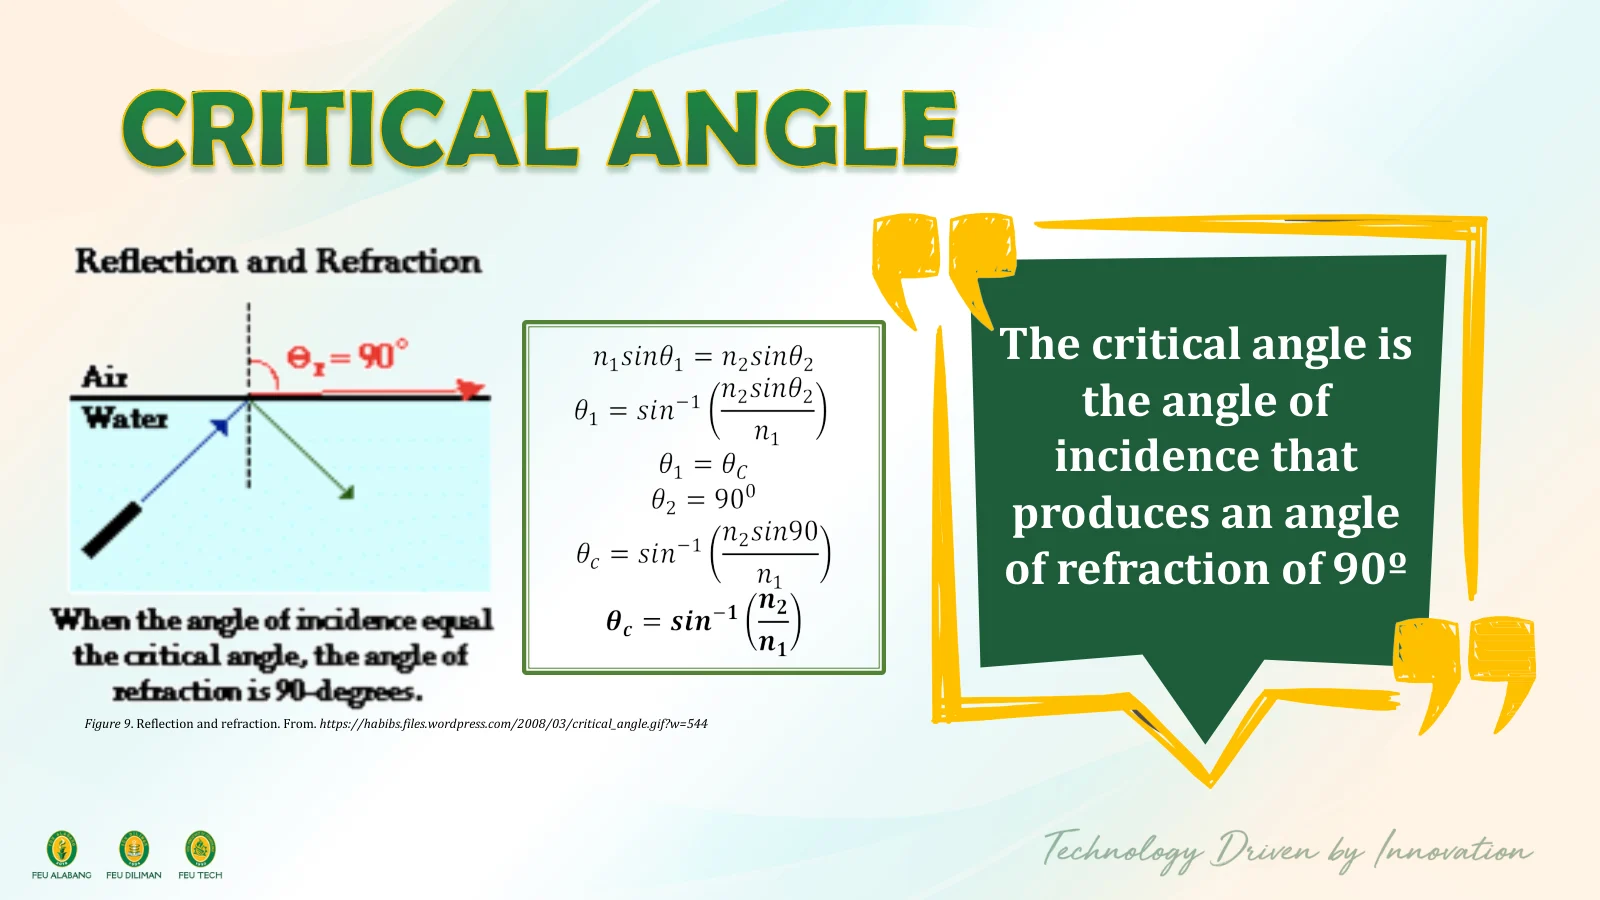 CRITICAL ANGLE
Reflection and Refraction
Θr = 90°
Air
Water
When the angle of incidence equal
the critical angle, the angle of
refraction is 90-degrees.
Figure 9. Reflection and refraction. From. https://habibs.files.wordpress.com/2008/03/critical_angle.gif?w=544
n₁sinθ₁ = n₂sinθ₂
θ₁ = sin⁻¹(n₂sinθ₂/n₁)
θ₁ = θ_C
θ₂ = 90⁰
θ_c = sin⁻¹(n₂sin90/n₁)
θ_c = sin⁻¹(n₂/n₁)
The critical angle is
the angle of
incidence that
produces an angle
of refraction of 90º
FEU ALABANG
FEU DILIMAN
FEU TECH
Technology Driven by Innovation